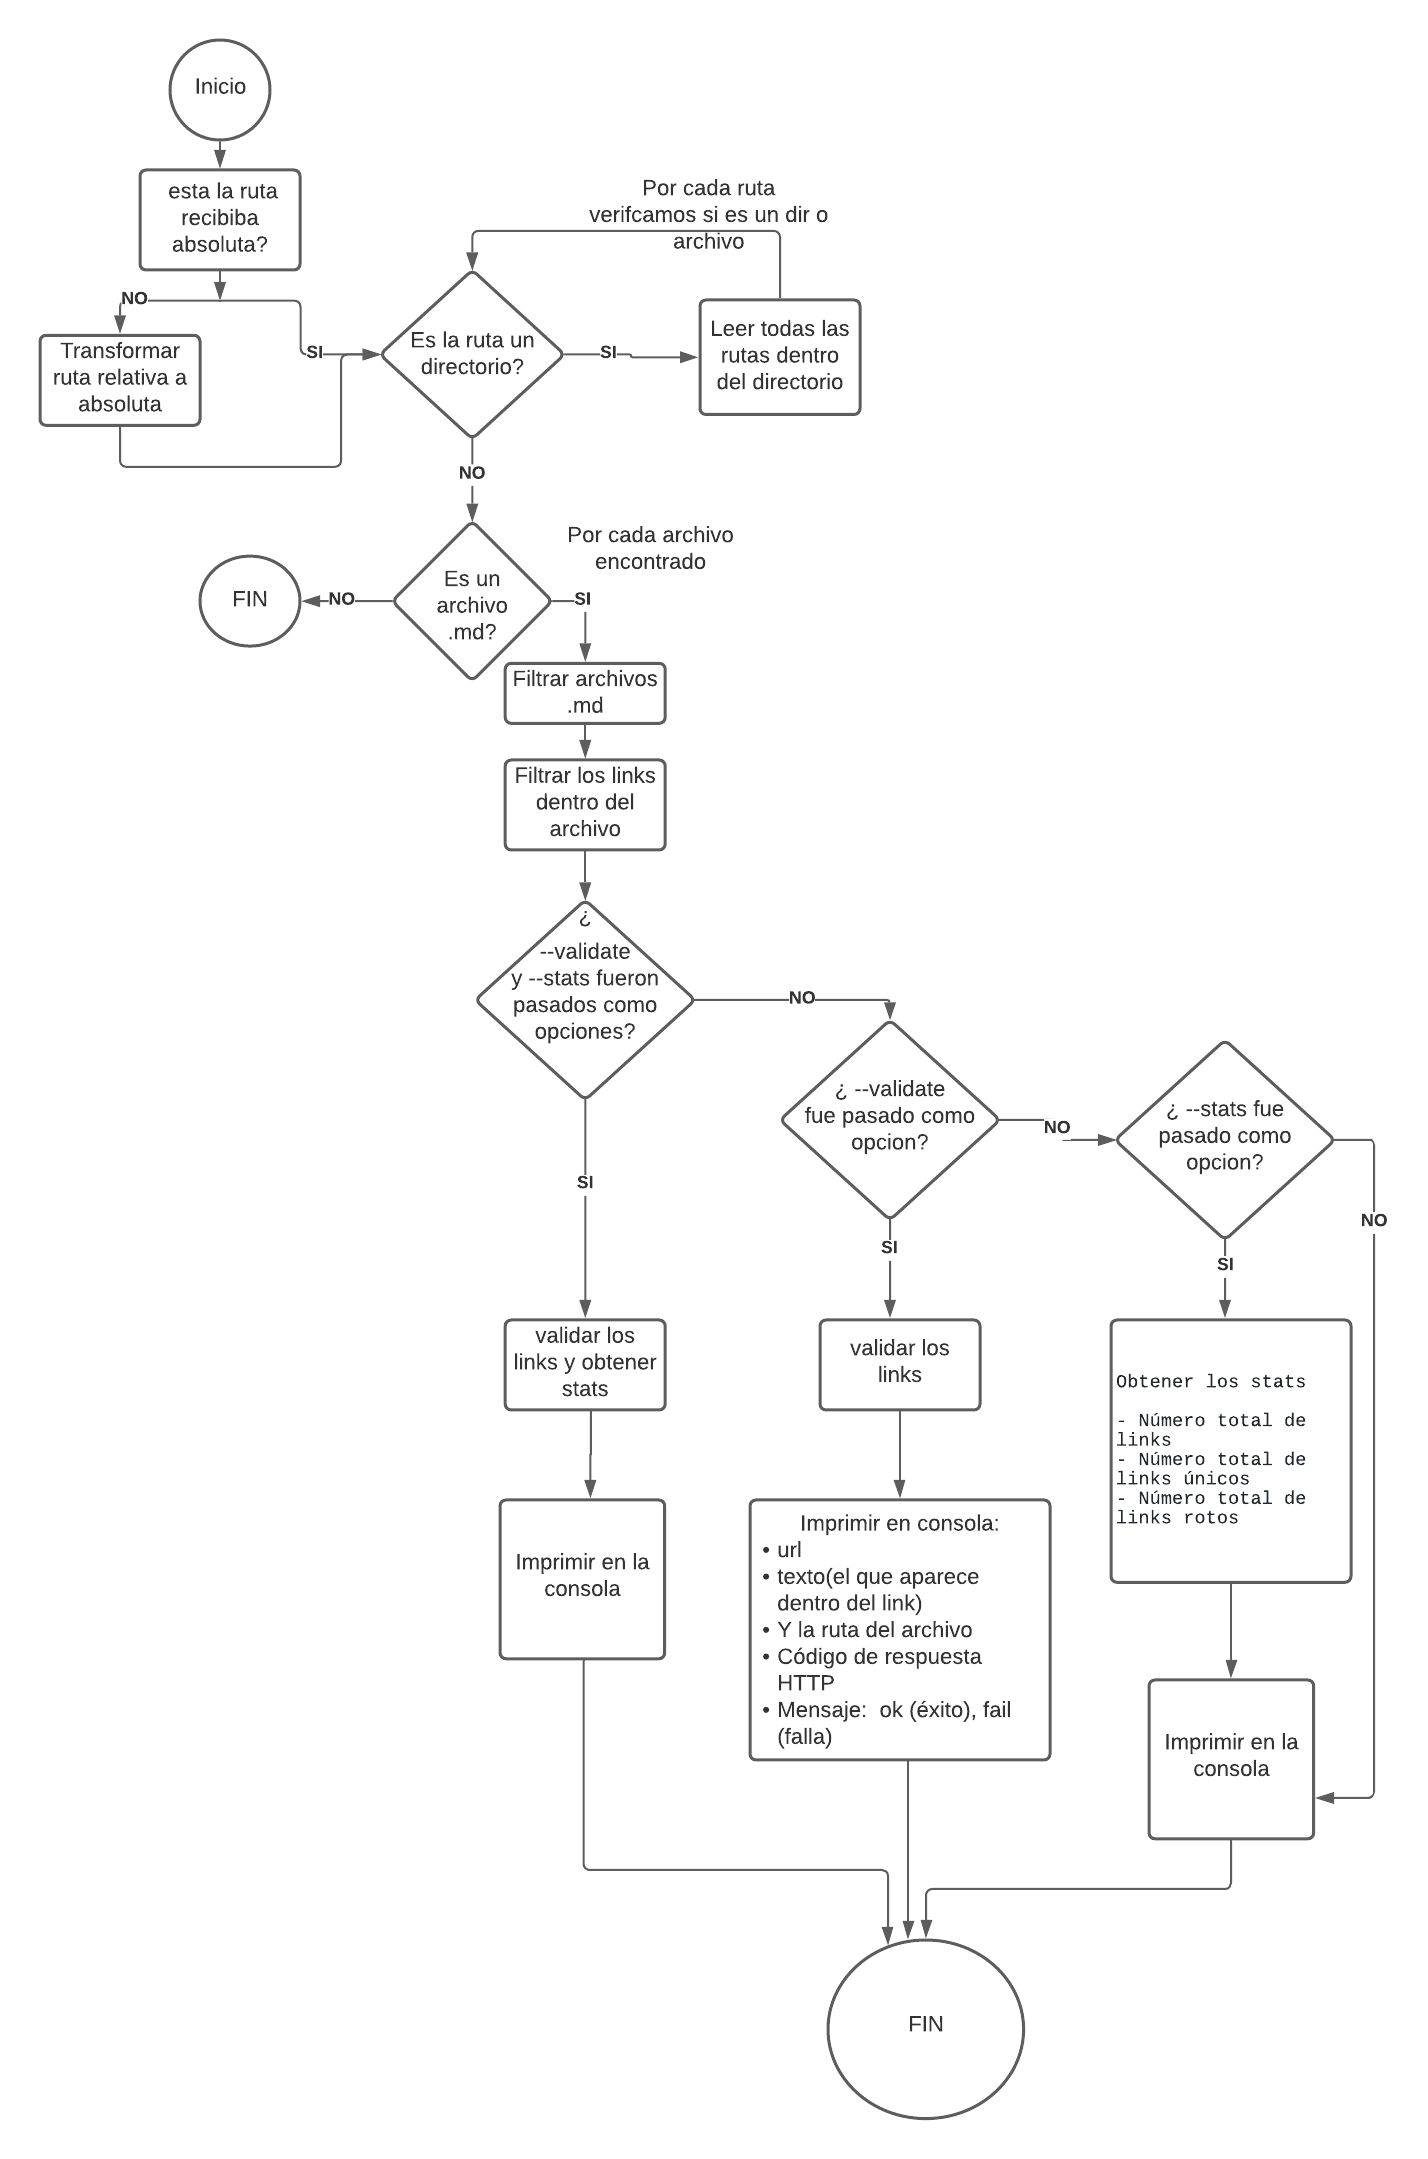 Inicio
esta la ruta
recibiba
absoluta?
NO
Transformar
ruta relativa a
absoluta
SI
Por cada ruta
verifcamos si es un dir o
archivo
Es la ruta un
directorio?
SI
Leer todas las
rutas dentro
del directorio
NO
Por cada archivo
encontrado
Es un
archivo
.md?
NO
FIN
SI
Filtrar archivos
.md
Filtrar los links
dentro del
archivo
¿
--validate
y --stats fueron
pasados como
opciones?
NO
¿ --validate
fue pasado como
opcion?
NO
¿ --stats fue
pasado como
opcion?
NO
SI
SI
SI
validar los
links y obtener
stats
validar los
links
Obtener los stats
- Número total de
links
- Número total de
links únicos
- Número total de
links rotos
Imprimir en la
consola
Imprimir en consola:
• url
• texto(el que aparece
dentro del link)
• Y la ruta del archivo
• Código de respuesta
HTTP
• Mensaje:  ok (éxito), fail
(falla)
Imprimir en la
consola
FIN